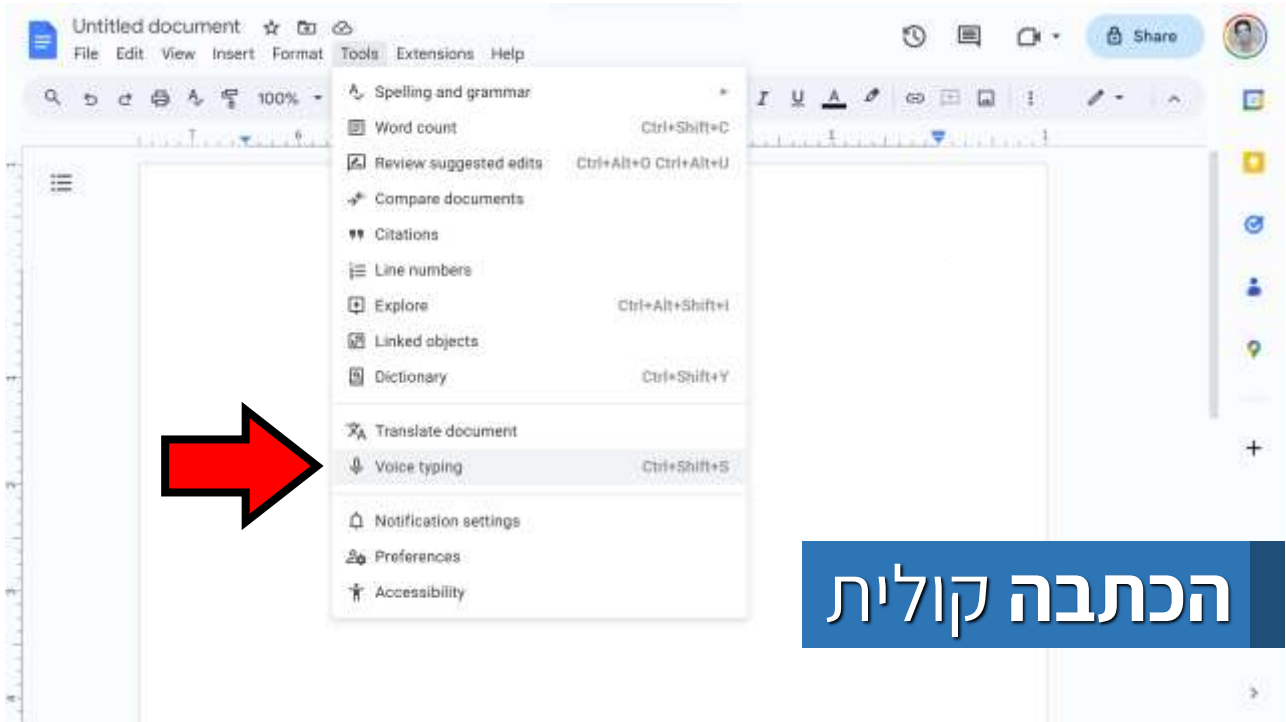 Untitled document
File Edit View Insert Format Tools Extensions Help
Share
100%
Spelling and grammar
Word count Ctrl+Shift+C
Review suggested edits Ctrl+Alt+O Ctrl+Alt+U
Compare documents
Citations
Line numbers
Explore Ctrl+Alt+Shift+I
Linked objects
Dictionary Ctrl+Shift+Y
Translate document
Voice typing Ctrl+Shift+S
Notification settings
Preferences
Accessibility
הכתבה קולית